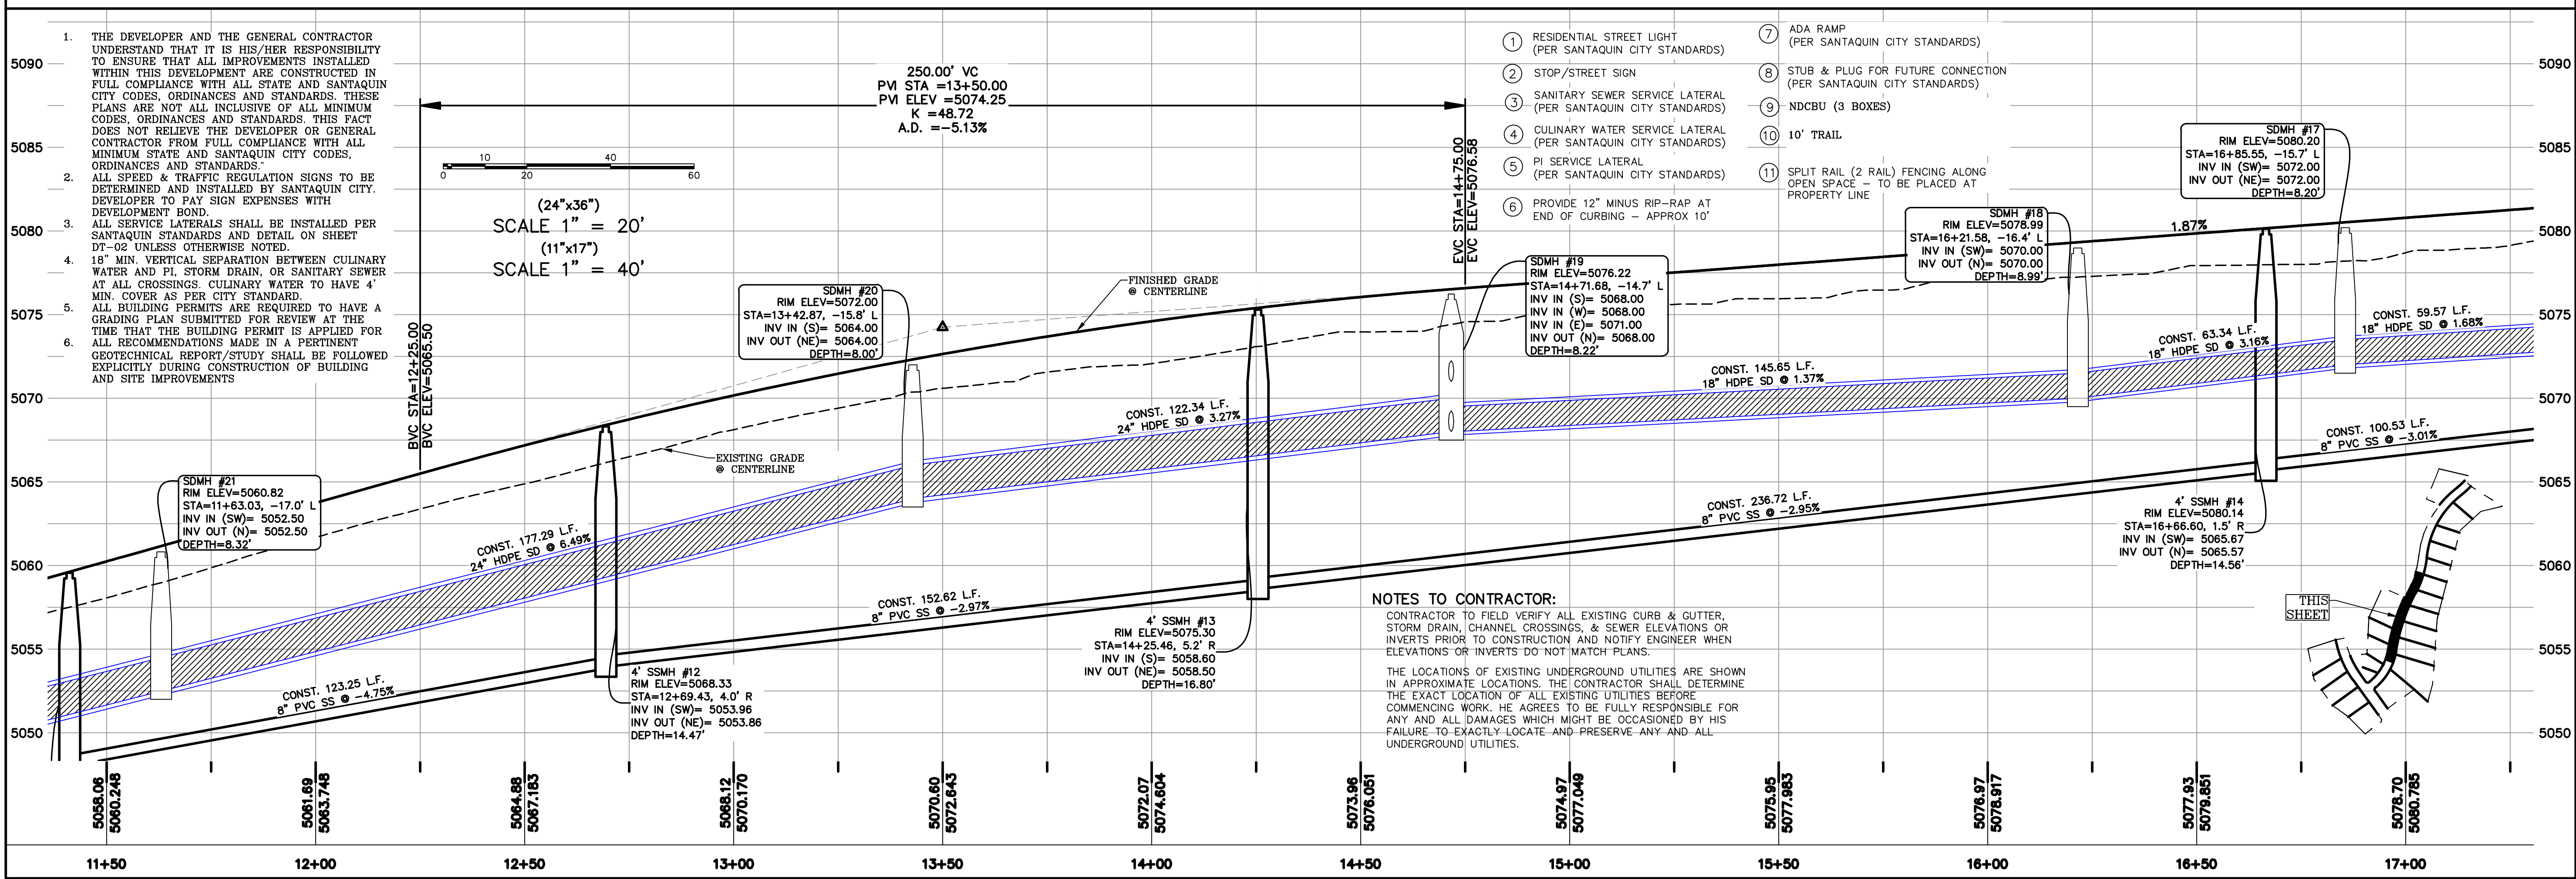 1. THE DEVELOPER AND THE GENERAL CONTRACTOR
UNDERSTAND THAT IT IS HIS/HER RESPONSIBILITY
TO ENSURE THAT ALL IMPROVEMENTS INSTALLED
WITHIN THIS DEVELOPMENT ARE CONSTRUCTED IN
FULL COMPLIANCE WITH ALL STATE AND SANTAQUIN
CITY CODES, ORDINANCES AND STANDARDS. THESE
PLANS ARE NOT ALL INCLUSIVE OF ALL MINIMUM
CODES, ORDINANCES AND STANDARDS. THIS FACT
DOES NOT RELIEVE THE DEVELOPER OR GENERAL
CONTRACTOR FROM FULL COMPLIANCE WITH ALL
MINIMUM STATE AND SANTAQUIN CITY CODES,
ORDINANCES AND STANDARDS."
2. ALL SPEED & TRAFFIC REGULATION SIGNS TO BE
DETERMINED AND INSTALLED BY SANTAQUIN CITY.
DEVELOPER TO PAY SIGN EXPENSES WITH
DEVELOPMENT BOND.
3. ALL SERVICE LATERALS SHALL BE INSTALLED PER
SANTAQUIN STANDARDS AND DETAIL ON SHEET
DT-02 UNLESS OTHERWISE NOTED.
4. 18" MIN. VERTICAL SEPARATION BETWEEN CULINARY
WATER AND PI, STORM DRAIN, OR SANITARY SEWER
AT ALL CROSSINGS. CULINARY WATER TO HAVE 4'
MIN. COVER AS PER CITY STANDARD.
5. ALL BUILDING PERMITS ARE REQUIRED TO HAVE A
GRADING PLAN SUBMITTED FOR REVIEW AT THE
TIME THAT THE BUILDING PERMIT IS APPLIED FOR
6. ALL RECOMMENDATIONS MADE IN A PERTINENT
GEOTECHNICAL REPORT/STUDY SHALL BE FOLLOWED
EXPLICITLY DURING CONSTRUCTION OF BUILDING
AND SITE IMPROVEMENTS
5090
5085
5080
5075
5070
5065
5060
5055
5050
BVC STA=12+25.00
BVC ELEV=5065.50
250.00' VC
PVI STA =13+50.00
PVI ELEV =5074.25
K =48.72
A.D. =-5.13%
10 40
0 20 60
(24"x36")
SCALE 1" = 20'
(11"x17")
SCALE 1" = 40'
EVC STA=14+75.00
EVC ELEV=5076.58
1 RESIDENTIAL STREET LIGHT
(PER SANTAQUIN CITY STANDARDS)
2 STOP/STREET SIGN
3 SANITARY SEWER SERVICE LATERAL
(PER SANTAQUIN CITY STANDARDS)
4 CULINARY WATER SERVICE LATERAL
(PER SANTAQUIN CITY STANDARDS)
5 PI SERVICE LATERAL
(PER SANTAQUIN CITY STANDARDS)
6 PROVIDE 12" MINUS RIP-RAP AT
END OF CURBING - APPROX 10'
7 ADA RAMP
(PER SANTAQUIN CITY STANDARDS)
8 STUB & PLUG FOR FUTURE CONNECTION
(PER SANTAQUIN CITY STANDARDS)
9 NDCBU (3 BOXES)
10 10' TRAIL
11 SPLIT RAIL (2 RAIL) FENCING ALONG
OPEN SPACE - TO BE PLACED AT
PROPERTY LINE
SDMH #21
RIM ELEV=5060.82
STA=11+63.03, -17.0' L
INV IN (SW)= 5052.50
INV OUT (N)= 5052.50
DEPTH=8.32'
SDMH #20
RIM ELEV=5072.00
STA=13+42.87, -15.8' L
INV IN (S)= 5064.00
INV OUT (NE)= 5064.00
DEPTH=8.00'
FINISHED GRADE
@ CENTERLINE
EXISTING GRADE
@ CENTERLINE
SDMH #19
RIM ELEV=5076.22
STA=14+71.68, -14.7' L
INV IN (S)= 5068.00
INV IN (W)= 5068.00
INV IN (E)= 5071.00
INV OUT (N)= 5068.00
DEPTH=8.22'
SDMH #18
RIM ELEV=5078.99
STA=16+21.58, -16.4' L
INV IN (SW)= 5070.00
INV OUT (N)= 5070.00
DEPTH=8.99'
SDMH #17
RIM ELEV=5080.20
STA=16+85.55, -15.7' L
INV IN (SW)= 5072.00
INV OUT (NE)= 5072.00
DEPTH=8.20'
1.87%
CONST. 177.29 L.F.
24" HDPE SD @ 6.49%
CONST. 122.34 L.F.
24" HDPE SD @ 3.27%
CONST. 145.65 L.F.
18" HDPE SD @ 1.37%
CONST. 63.34 L.F.
18" HDPE SD @ 3.16%
CONST. 59.57 L.F.
18" HDPE SD @ 1.68%
CONST. 123.25 L.F.
8" PVC SS @ -4.75%
CONST. 152.62 L.F.
8" PVC SS @ -2.97%
CONST. 236.72 L.F.
8" PVC SS @ -2.95%
CONST. 100.53 L.F.
8" PVC SS @ -3.01%
4' SSMH #12
RIM ELEV=5068.33
STA=12+69.43, 4.0' R
INV IN (SW)= 5053.96
INV OUT (NE)= 5053.86
DEPTH=14.47'
4' SSMH #13
RIM ELEV=5075.30
STA=14+25.46, 5.2' R
INV IN (S)= 5058.60
INV OUT (NE)= 5058.50
DEPTH=16.80'
4' SSMH #14
RIM ELEV=5080.14
STA=16+66.60, 1.5' R
INV IN (SW)= 5065.67
INV OUT (N)= 5065.57
DEPTH=14.56'
NOTES TO CONTRACTOR:
CONTRACTOR TO FIELD VERIFY ALL EXISTING CURB & GUTTER,
STORM DRAIN, CHANNEL CROSSINGS, & SEWER ELEVATIONS OR
INVERTS PRIOR TO CONSTRUCTION AND NOTIFY ENGINEER WHEN
ELEVATIONS OR INVERTS DO NOT MATCH PLANS.
THE LOCATIONS OF EXISTING UNDERGROUND UTILITIES ARE SHOWN
IN APPROXIMATE LOCATIONS. THE CONTRACTOR SHALL DETERMINE
THE EXACT LOCATION OF ALL EXISTING UTILITIES BEFORE
COMMENCING WORK. HE AGREES TO BE FULLY RESPONSIBLE FOR
ANY AND ALL DAMAGES WHICH MIGHT BE OCCASIONED BY HIS
FAILURE TO EXACTLY LOCATE AND PRESERVE ANY AND ALL
UNDERGROUND UTILITIES.
THIS
SHEET
5090
5085
5080
5075
5070
5065
5060
5055
5050
5058.06
5060.248
5061.69
5063.748
5064.88
5067.183
5068.12
5070.170
5070.60
5072.643
5072.07
5074.604
5073.96
5076.051
5074.97
5077.049
5075.95
5077.983
5076.97
5078.917
5077.93
5079.851
5078.70
5080.785
11+50
12+00
12+50
13+00
13+50
14+00
14+50
15+00
15+50
16+00
16+50
17+00